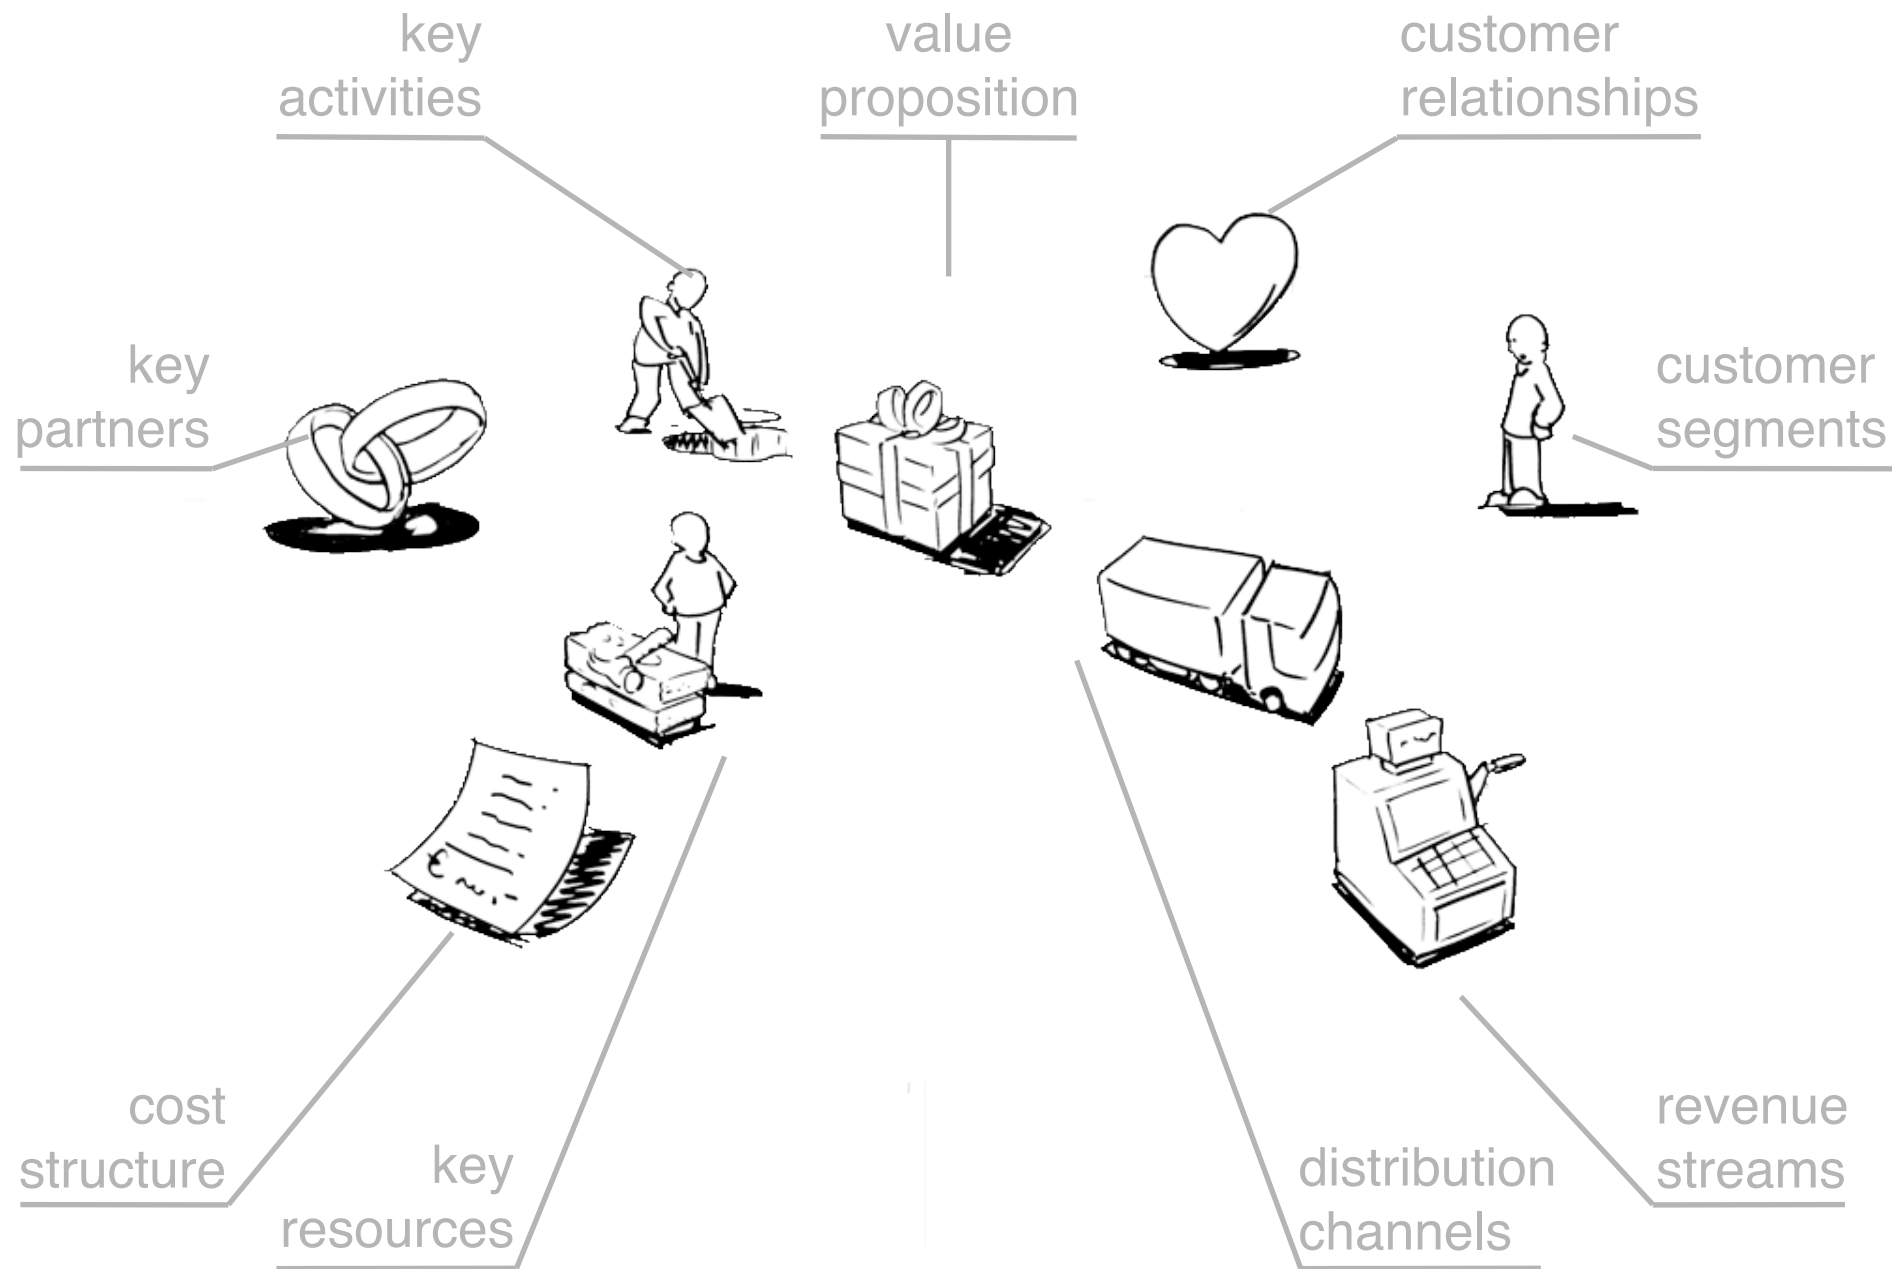 key
activities
value
proposition
customer
relationships
key
partners
customer
segments
cost
structure
key
resources
distribution
channels
revenue
streams
€